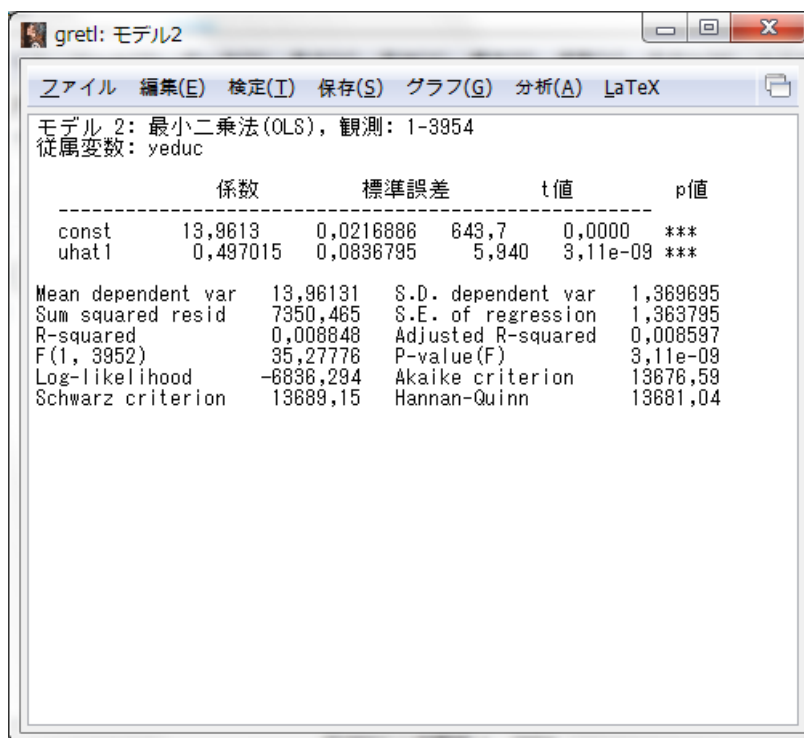 gretl: モデル2
ファイル 編集(E) 検定(T) 保存(S) グラフ(G) 分析(A) LaTeX
モデル 2: 最小二乗法(OLS), 観測: 1-3954
従属変数: yeduc
係数 標準誤差 t値 p値
------------------------------------------------------------
const 13,9613 0,0216886 643,7 0,0000 ***
uhat1 0,497015 0,0836795 5,940 3,11e-09 ***
Mean dependent var 13,96131 S.D. dependent var 1,369695
Sum squared resid 7350,465 S.E. of regression 1,363795
R-squared 0,008848 Adjusted R-squared 0,008597
F(1, 3952) 35,27776 P-value(F) 3,11e-09
Log-likelihood -6836,294 Akaike criterion 13676,59
Schwarz criterion 13689,15 Hannan-Quinn 13681,04